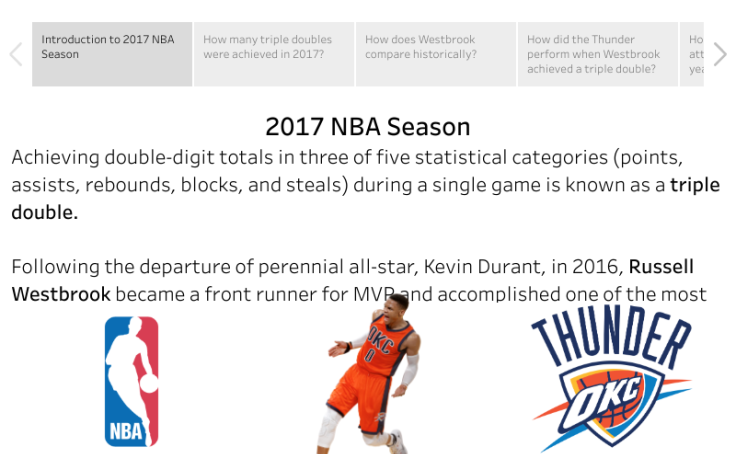 Introduction to 2017 NBA
Season
How many triple doubles
were achieved in 2017?
How does Westbrook
compare historically?
How did the Thunder
perform when Westbrook
achieved a triple double?
2017 NBA Season
Achieving double-digit totals in three of five statistical categories (points,
assists, rebounds, blocks, and steals) during a single game is known as a triple
double.
Following the departure of perennial all-star, Kevin Durant, in 2016, Russell
Westbrook became a front runner for MVP and accomplished one of the most
NBA
OKC
0
THUNDER
OKC